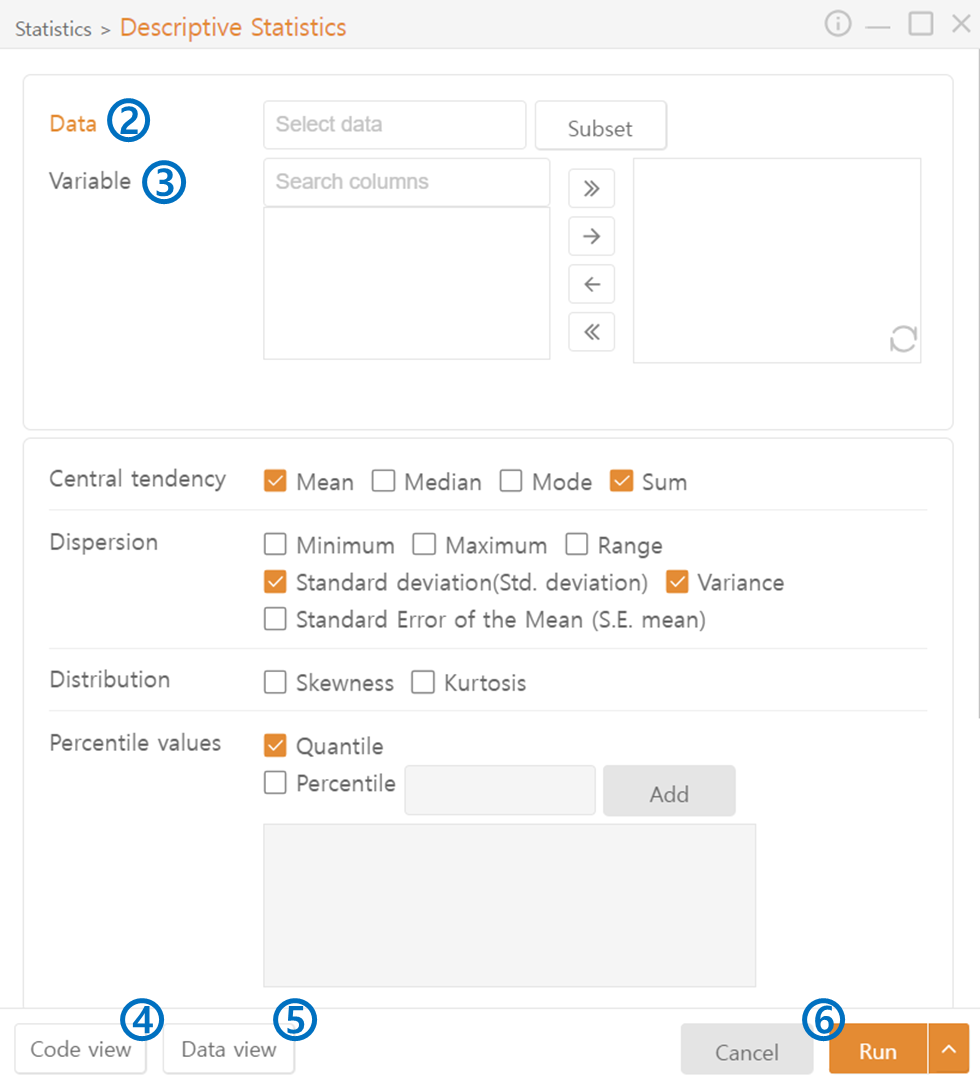 Statistics > Descriptive Statistics
Data ② Select data Subset
Variable ③ Search columns
Central tendency Mean Median Mode Sum
Dispersion Minimum Maximum Range
Standard deviation(Std. deviation) Variance
Standard Error of the Mean (S.E. mean)
Distribution Skewness Kurtosis
Percentile values Quantile
Percentile Add
④ ⑤ ⑥
Code view Data view Cancel Run